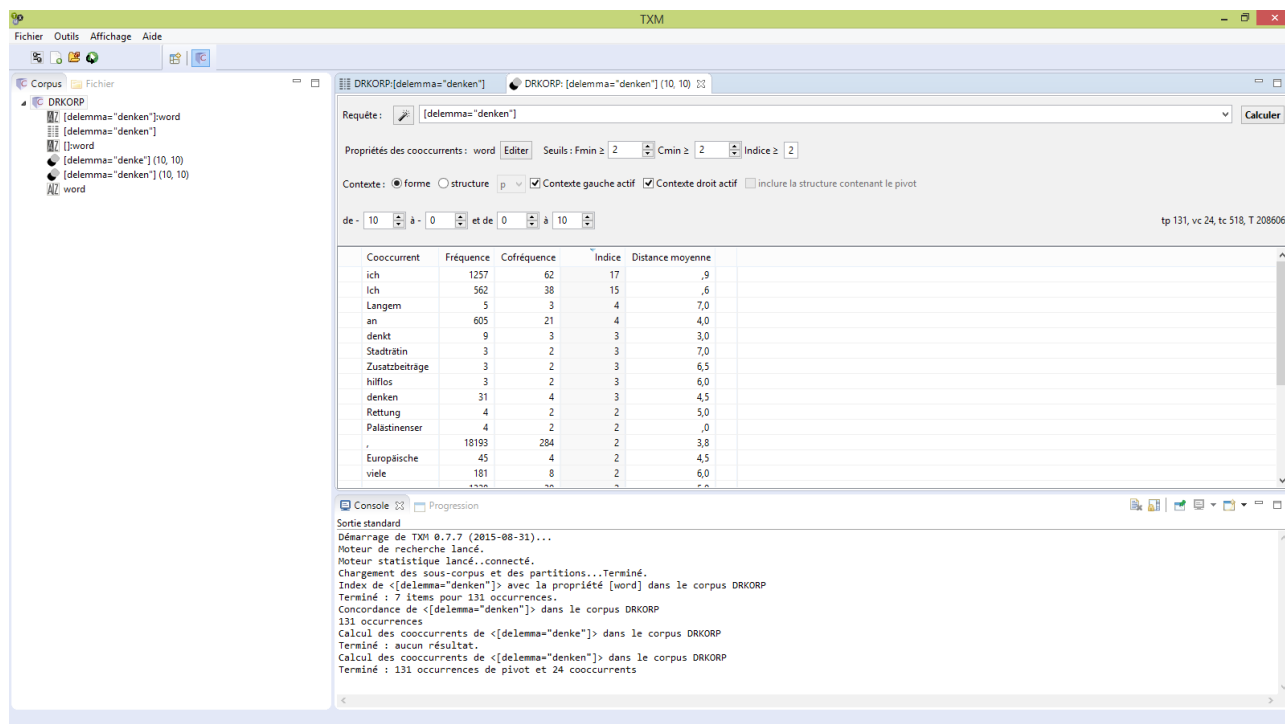 TXM
Fichier Outils Affichage Aide
Corpus Fichier
DRKORP
[delemma="denken"]:word
[delemma="denken"]
[]:word
[delemma="denke"] (10, 10)
[delemma="denken"] (10, 10)
word
DRKORP:[delemma="denken"] DRKORP: [delemma="denken"] (10, 10)
Requête : [delemma="denken"] Calculer
Propriétés des cooccurrents : word Editer Seuils : Fmin ≥ 2 Cmin ≥ 2 Indice ≥ 2
Contexte : forme structure p Contexte gauche actif Contexte droit actif inclure la structure contenant le pivot
de - 10 à - 0 et de 0 à 10 tp 131, vc 24, tc 518, T 208606
Cooccurrent Fréquence Cofréquence Indice Distance moyenne
ich 1257 62 17 ,9
Ich 562 38 15 ,6
Langem 5 3 4 7,0
an 605 21 4 4,0
denkt 9 3 3 3,0
Stadträtin 3 2 3 7,0
Zusatzbeiträge 3 2 3 6,5
hilflos 3 2 3 6,0
denken 31 4 3 4,5
Rettung 4 2 2 5,0
Palästinenser 4 2 2 ,0
, 18193 284 2 3,8
Europäische 45 4 2 4,5
viele 181 8 2 6,0
Console Progression
Sortie standard
Démarrage de TXM 0.7.7 (2015-08-31)...
Moteur de recherche lancé.
Moteur statistique lancé..connecté.
Chargement des sous-corpus et des partitions...Terminé.
Index de <[delemma="denken"]> avec la propriété [word] dans le corpus DRKORP
Terminé : 7 items pour 131 occurrences.
Concordance de <[delemma="denken"]> dans le corpus DRKORP
131 occurrences
Calcul des cooccurrents de <[delemma="denke"]> dans le corpus DRKORP
Terminé : aucun résultat.
Calcul des cooccurrents de <[delemma="denken"]> dans le corpus DRKORP
Terminé : 131 occurrences de pivot et 24 cooccurrents